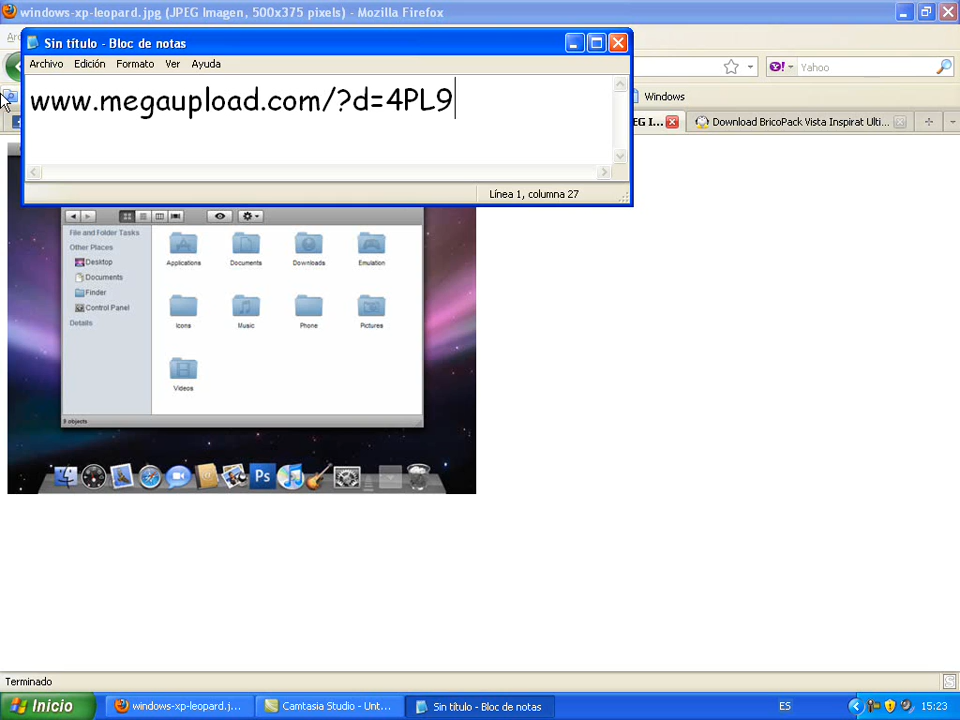 windows-xp-leopard.jpg (JPEG Imagen, 500x375 pixels) - Mozilla Firefox
Sin título - Bloc de notas
Archivo Edición Formato Ver Ayuda
Yahoo
www.megaupload.com/?d=4PL9
Windows
Download BricoPack Vista Inspirat Ulti...
Línea 1, columna 27
File and Folder Tasks
Other Places
Desktop
Documents
Finder
Control Panel
Details
Applications Documents Downloads Emulation
Icons Music Phone Pictures
Videos
9 objects
Ps
Terminado
Inicio windows-xp-leopard.j... Camtasia Studio - Unt... Sin título - Bloc de notas ES 15:23